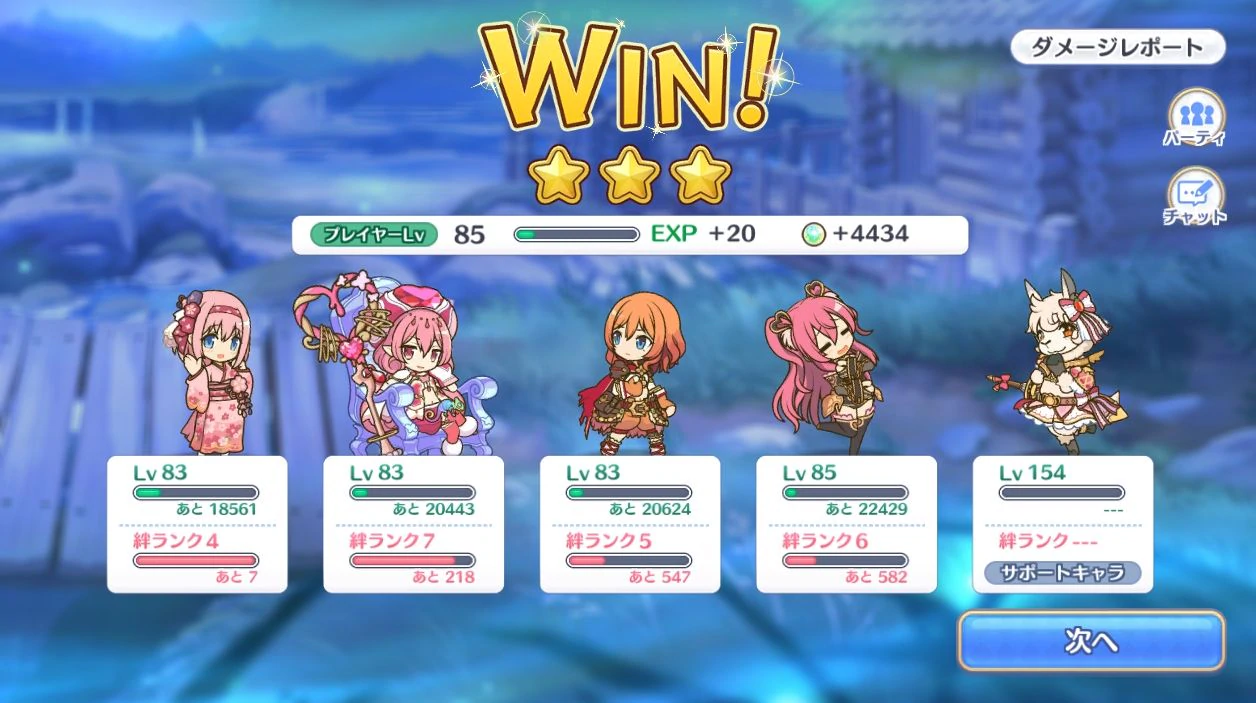 WIN!
ダメージレポート
パーティ
チャット
プレイヤーLv 85 EXP +20 +4434
Lv 83
あと 18561
絆ランク 4
あと 7
Lv 83
あと 20443
絆ランク 7
あと 218
Lv 83
あと 20624
絆ランク 5
あと 547
Lv 85
あと 22429
絆ランク 6
あと 582
Lv 154
---
絆ランク ---
サポートキャラ
次へ